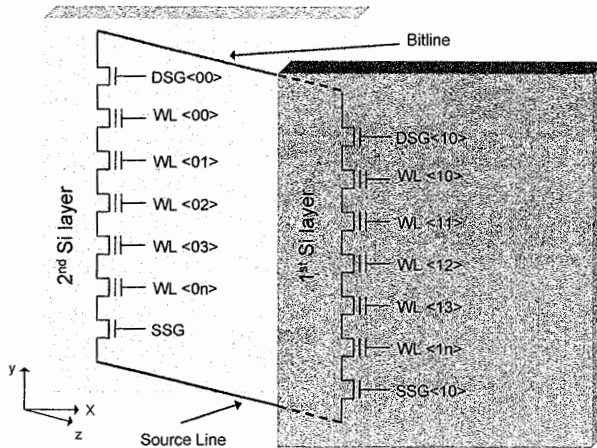 Bitline
DSG<00>
WL <00>
WL <01>
WL <02>
WL <03>
WL <0n>
SSG
2nd Si layer
1st Si layer
DSG<10>
WL <10>
WL <11>
WL <12>
WL <13>
WL <1n>
SSG<10>
y
x
z
Source Line